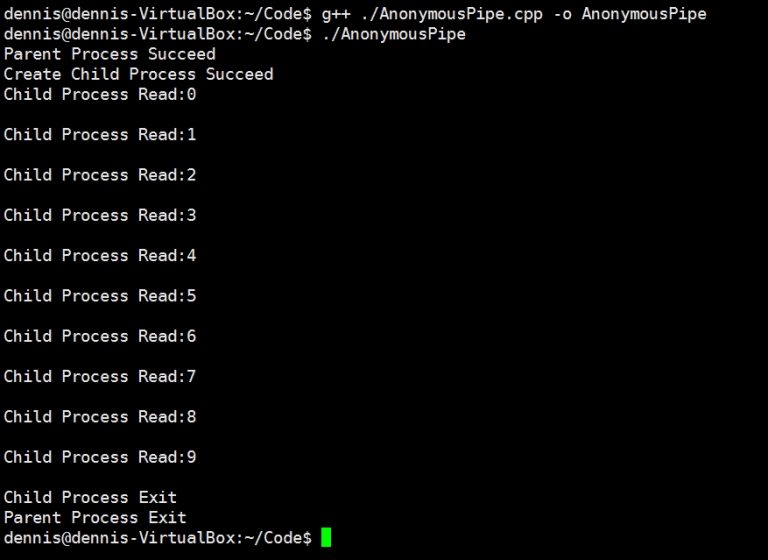 dennis@dennis-VirtualBox:~/Code$ g++ ./AnonymousPipe.cpp -o AnonymousPipe
dennis@dennis-VirtualBox:~/Code$ ./AnonymousPipe
Parent Process Succeed
Create Child Process Succeed
Child Process Read:0
Child Process Read:1
Child Process Read:2
Child Process Read:3
Child Process Read:4
Child Process Read:5
Child Process Read:6
Child Process Read:7
Child Process Read:8
Child Process Read:9
Child Process Exit
Parent Process Exit
dennis@dennis-VirtualBox:~/Code$